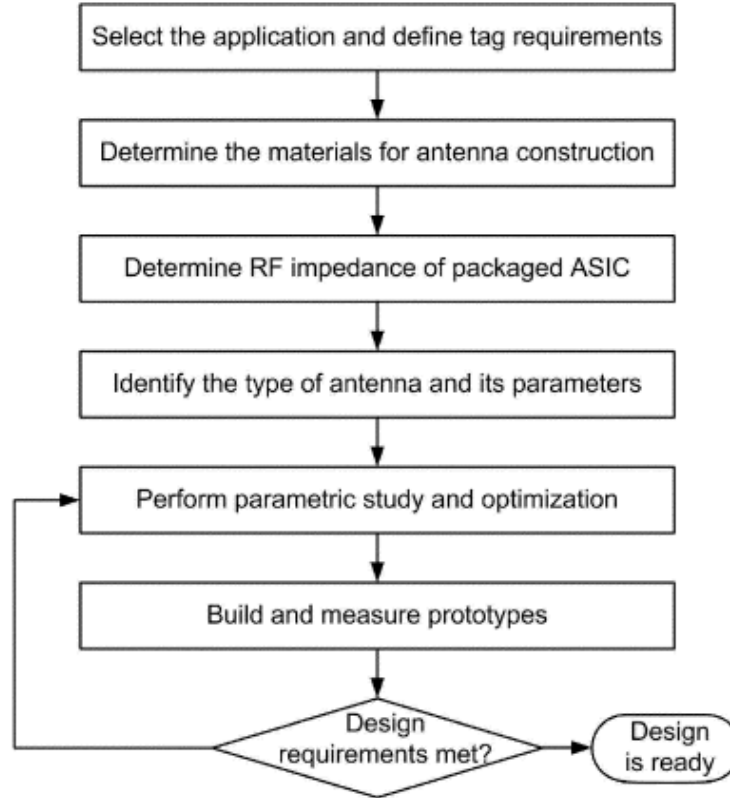 Select the application and define tag requirements
Determine the materials for antenna construction
Determine RF impedance of packaged ASIC
Identify the type of antenna and its parameters
Perform parametric study and optimization
Build and measure prototypes
Design
requirements met?
Design
is ready